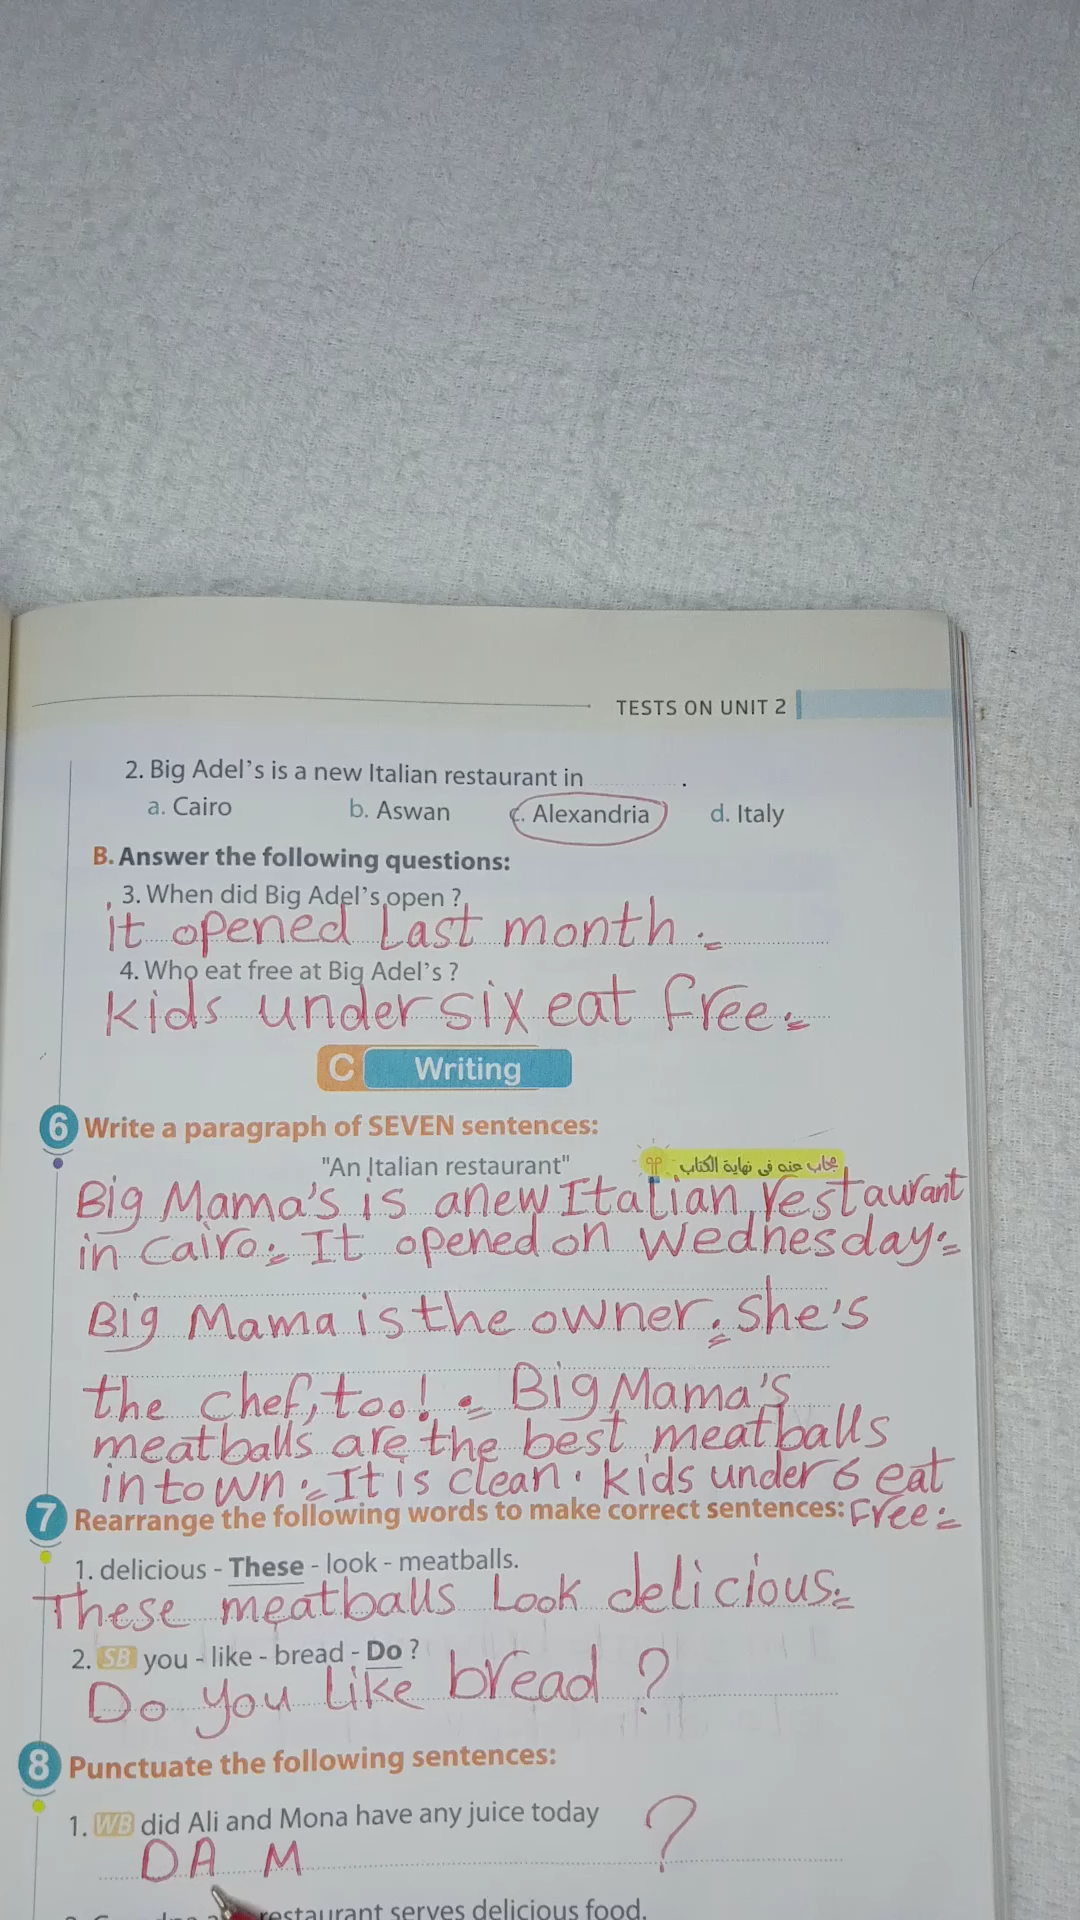 TESTS ON UNIT 2
2. Big Adel's is a new Italian restaurant in .
a. Cairo b. Aswan c. Alexandria d. Italy
B. Answer the following questions:
3. When did Big Adel's open ?
it opened Last month .
4. Who eat free at Big Adel's ?
kids under six eat free.
C Writing
6 Write a paragraph of SEVEN sentences:
"An Italian restaurant" مجاب عنه فى نهاية الكتاب
Big Mama's is anew Italian restaurant
in Cairo. It opened on Wednesday.
Big Mama is the owner. she's
the chef, too! . Big Mama's
meatballs are the best meatballs
in town. It is clean. kids under 6 eat
Free.
7 Rearrange the following words to make correct sentences:
1. delicious - These - look - meatballs.
These meatballs Look delicious.
2. SB you - like - bread - Do ?
Do you like bread ?
8 Punctuate the following sentences:
1. WB did Ali and Mona have any juice today ?
D A M
restaurant serves delicious food.